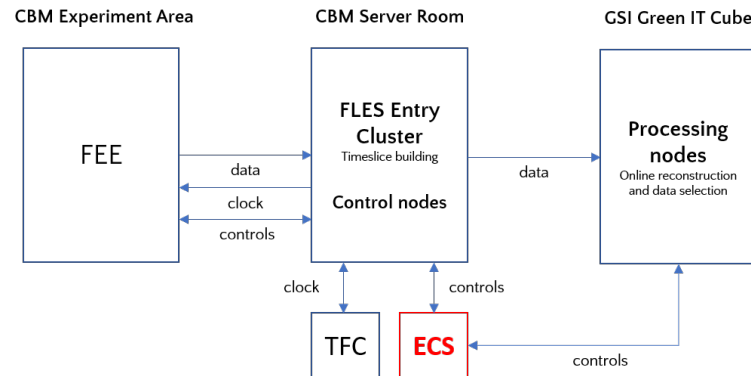 CBM Experiment Area
CBM Server Room
GSI Green IT Cube
FEE
data
clock
controls
FLES Entry
Cluster
Timeslice building
Control nodes
data
Processing
nodes
Online reconstruction
and data selection
clock
controls
TFC
ECS
controls